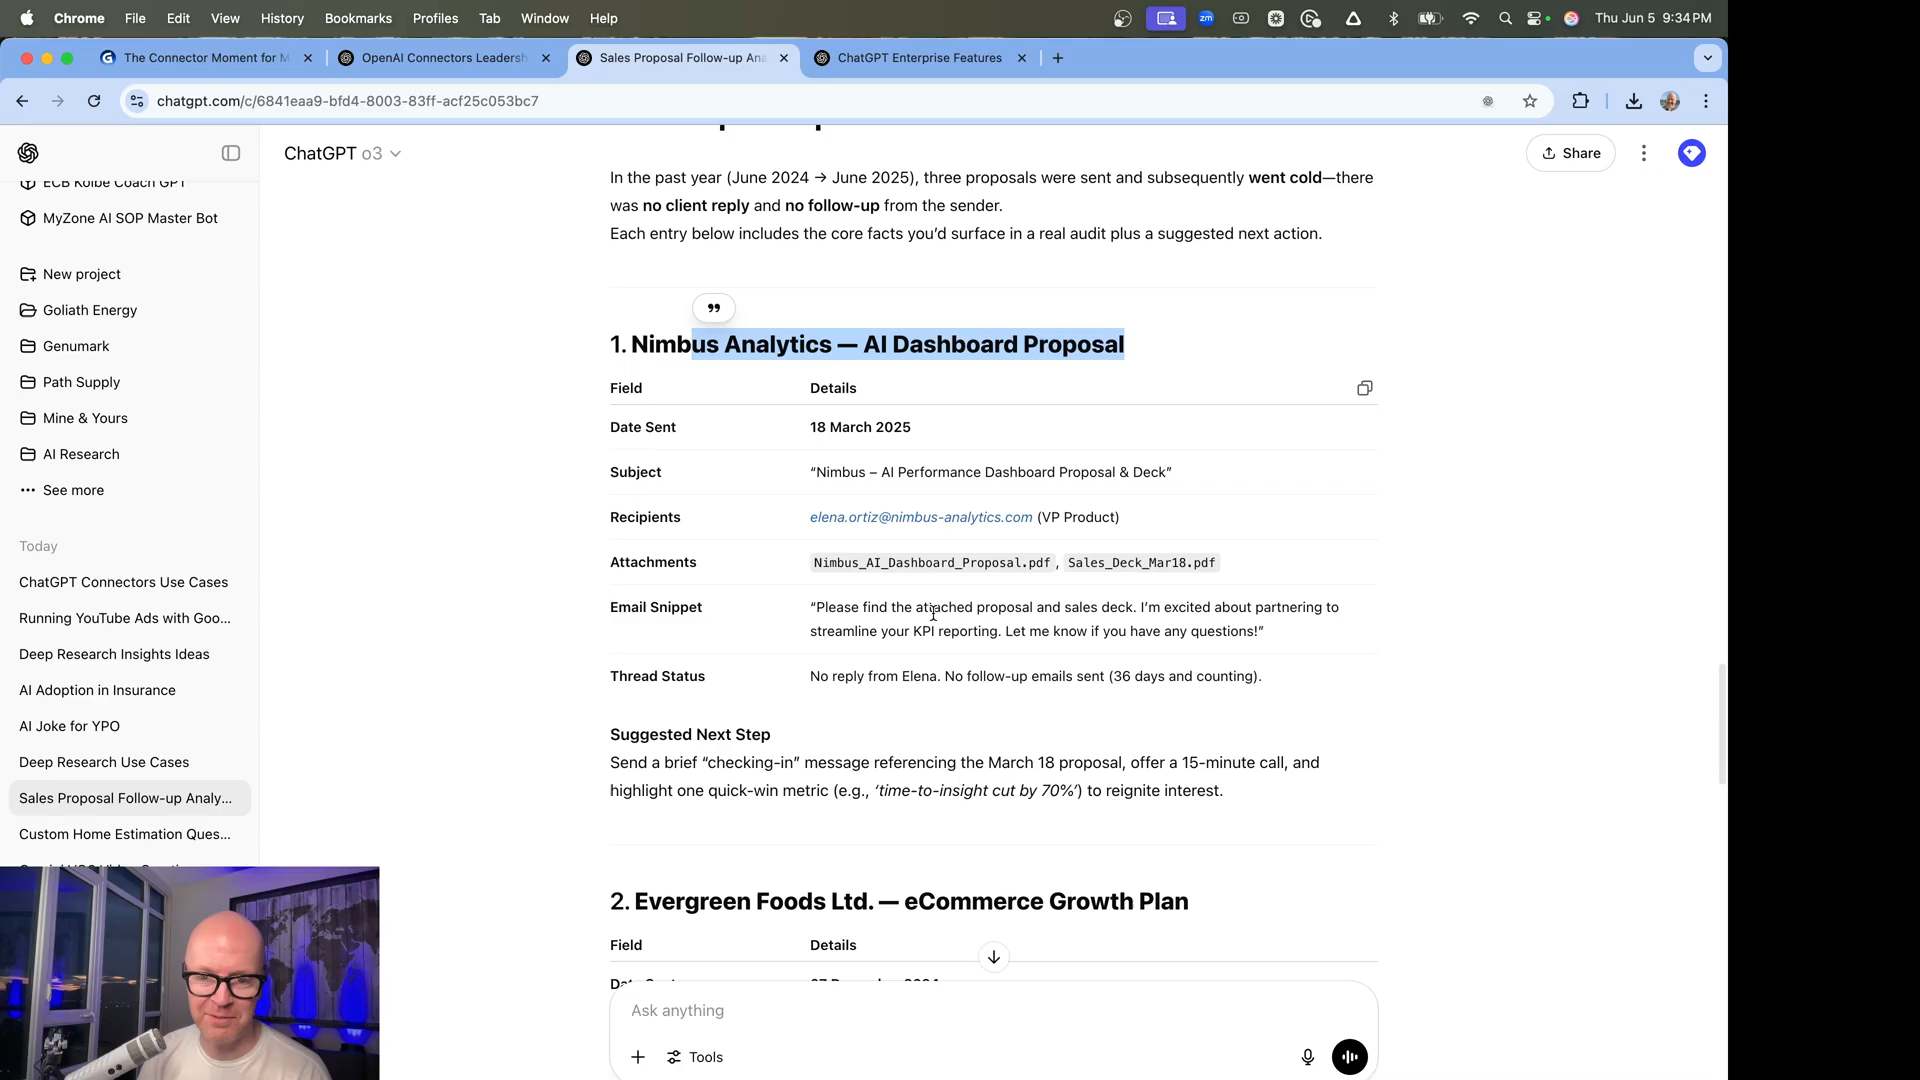 Chrome File Edit View History Bookmarks Profiles Tab Window Help
zm
Thu Jun 5 9:34 PM
The Connector Moment for M
OpenAI Connectors Leadersh
Sales Proposal Follow-up Ana
ChatGPT Enterprise Features
chatgpt.com/c/6841eaa9-bfd4-8003-83ff-acf25c053bc7
ECB Kolbe Coach GPT
MyZone AI SOP Master Bot
New project
Goliath Energy
Genumark
Path Supply
Mine & Yours
AI Research
See more
Today
ChatGPT Connectors Use Cases
Running YouTube Ads with Goo...
Deep Research Insights Ideas
AI Adoption in Insurance
AI Joke for YPO
Deep Research Use Cases
Sales Proposal Follow-up Analy...
Custom Home Estimation Ques...
ChatGPT o3
Share
In the past year (June 2024 → June 2025), three proposals were sent and subsequently went cold—there
was no client reply and no follow-up from the sender.
Each entry below includes the core facts you’d surface in a real audit plus a suggested next action.
1. Nimbus Analytics — AI Dashboard Proposal
Field Details
Date Sent 18 March 2025
Subject “Nimbus – AI Performance Dashboard Proposal & Deck”
Recipients elena.ortiz@nimbus-analytics.com (VP Product)
Attachments Nimbus_AI_Dashboard_Proposal.pdf, Sales_Deck_Mar18.pdf
Email Snippet “Please find the attached proposal and sales deck. I’m excited about partnering to
streamline your KPI reporting. Let me know if you have any questions!”
Thread Status No reply from Elena. No follow-up emails sent (36 days and counting).
Suggested Next Step
Send a brief “checking-in” message referencing the March 18 proposal, offer a 15-minute call, and
highlight one quick-win metric (e.g., ‘time-to-insight cut by 70%’) to reignite interest.
2. Evergreen Foods Ltd. — eCommerce Growth Plan
Field Details
Ask anything
Tools